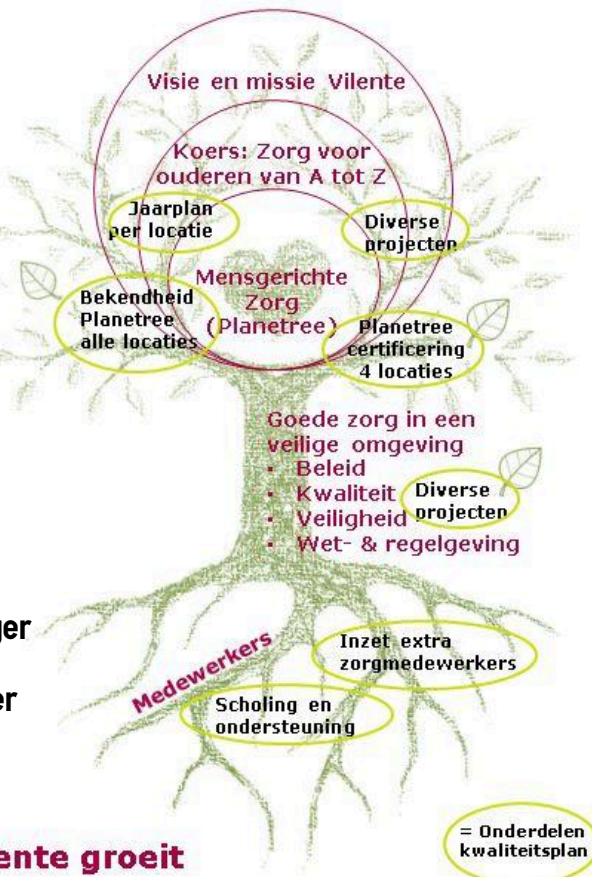 Visie en missie Vilente
Koers: Zorg voor
ouderen van A tot Z
Jaarplan
per locatie
Diverse
projecten
Mensgerichte
Zorg
(Planetree)
Bekendheid
Planetree
alle locaties
Planetree
certificering
4 locaties
Goede zorg in een
veilige omgeving
▪ Beleid
▪ Kwaliteit
▪ Veiligheid
▪ Wet- & regelgeving
Diverse
projecten
ger
er
Medewerkers
Inzet extra
zorgmedewerkers
Scholing en
ondersteuning
ente groeit
= Onderdelen
kwaliteitsplan